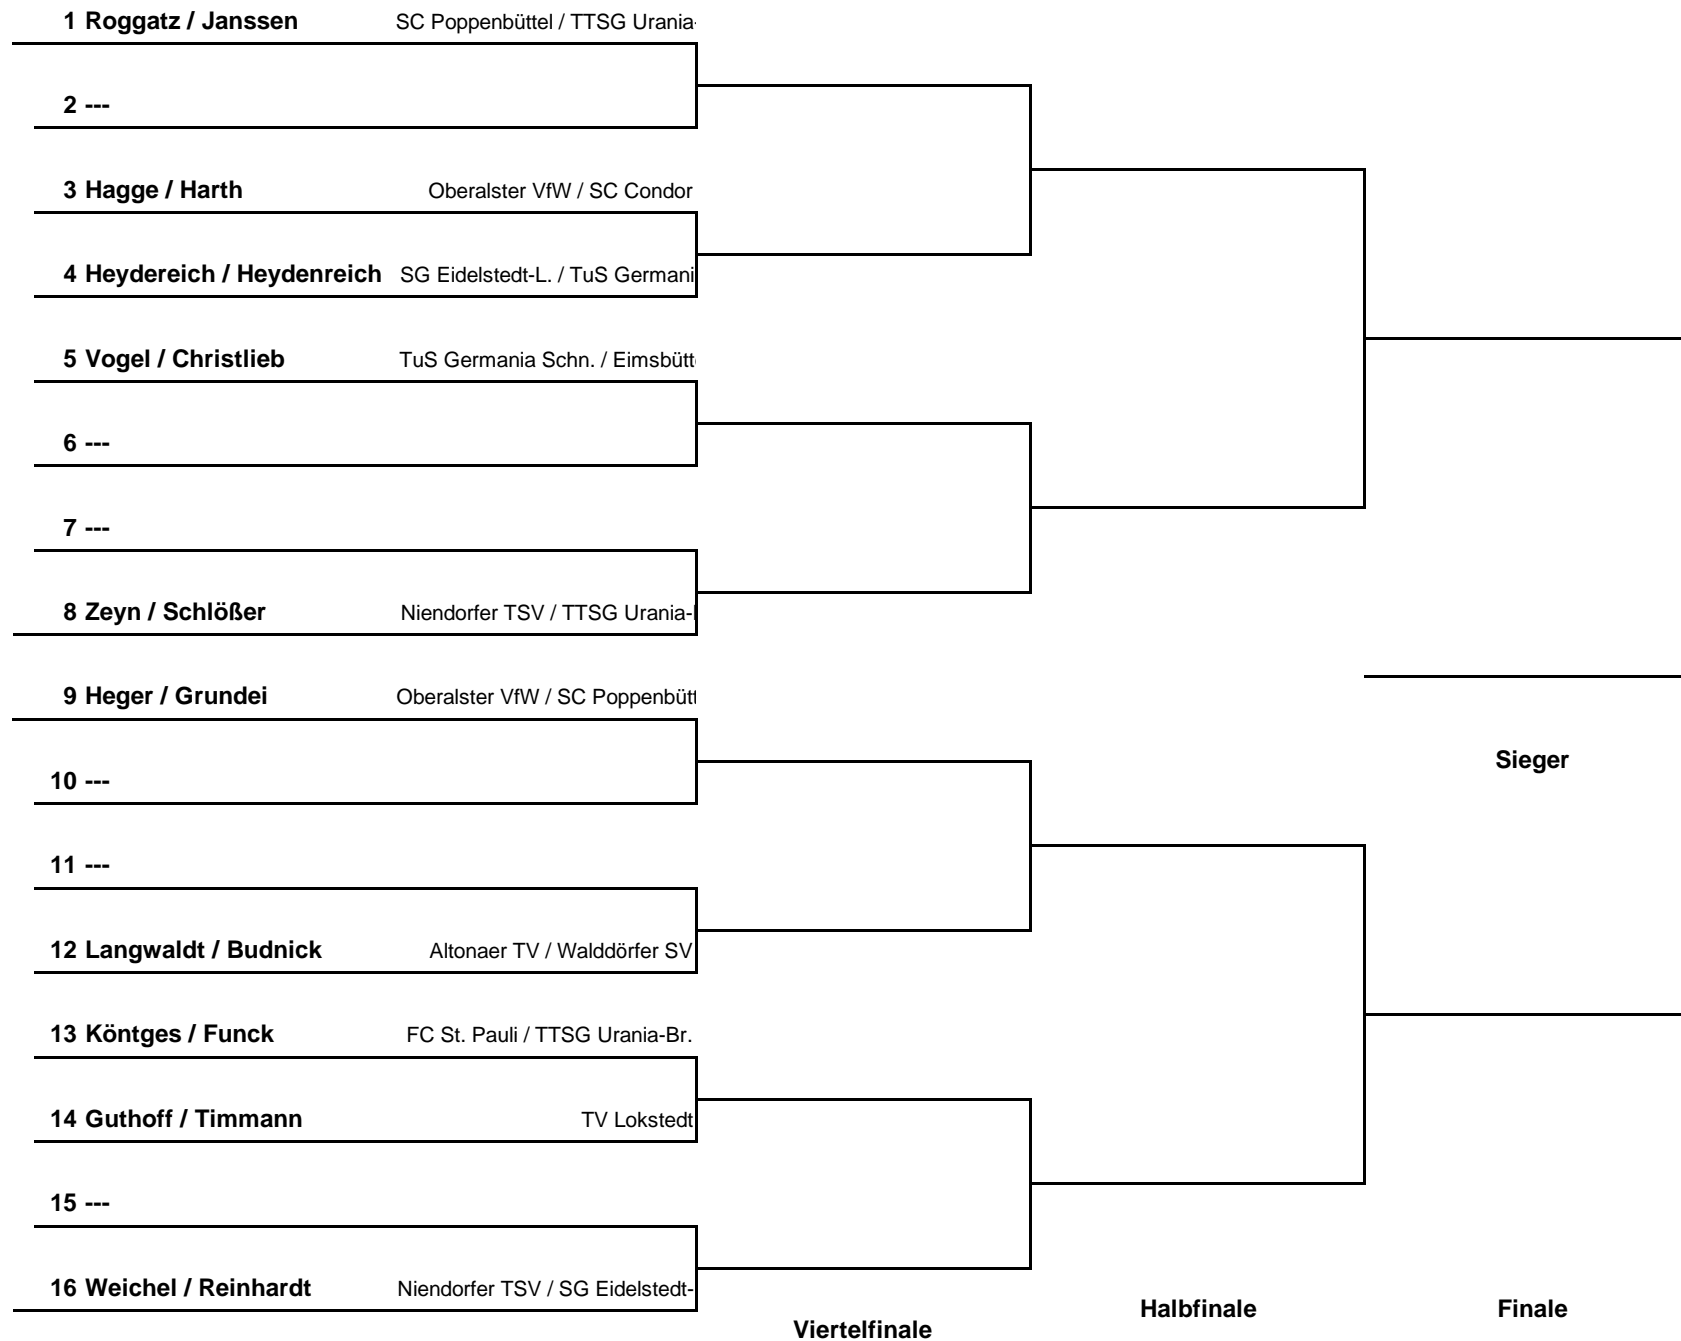 1 Roggatz / Janssen SC Poppenbüttel / TTSG Urania-
2 ---
3 Hagge / Harth Oberalster VfW / SC Condor
4 Heydereich / Heydenreich SG Eidelstedt-L. / TuS Germani
5 Vogel / Christlieb TuS Germania Schn. / Eimsbütt
6 ---
7 ---
8 Zeyn / Schlößer Niendorfer TSV / TTSG Urania-
9 Heger / Grundei Oberalster VfW / SC Poppenbütt
Sieger
10 ---
11 ---
12 Langwaldt / Budnick Altonaer TV / Walddörfer SV
13 Köntges / Funck FC St. Pauli / TTSG Urania-Br.
14 Guthoff / Timmann TV Lokstedt
15 ---
16 Weichel / Reinhardt Niendorfer TSV / SG Eidelstedt-
Viertelfinale Halbfinale Finale